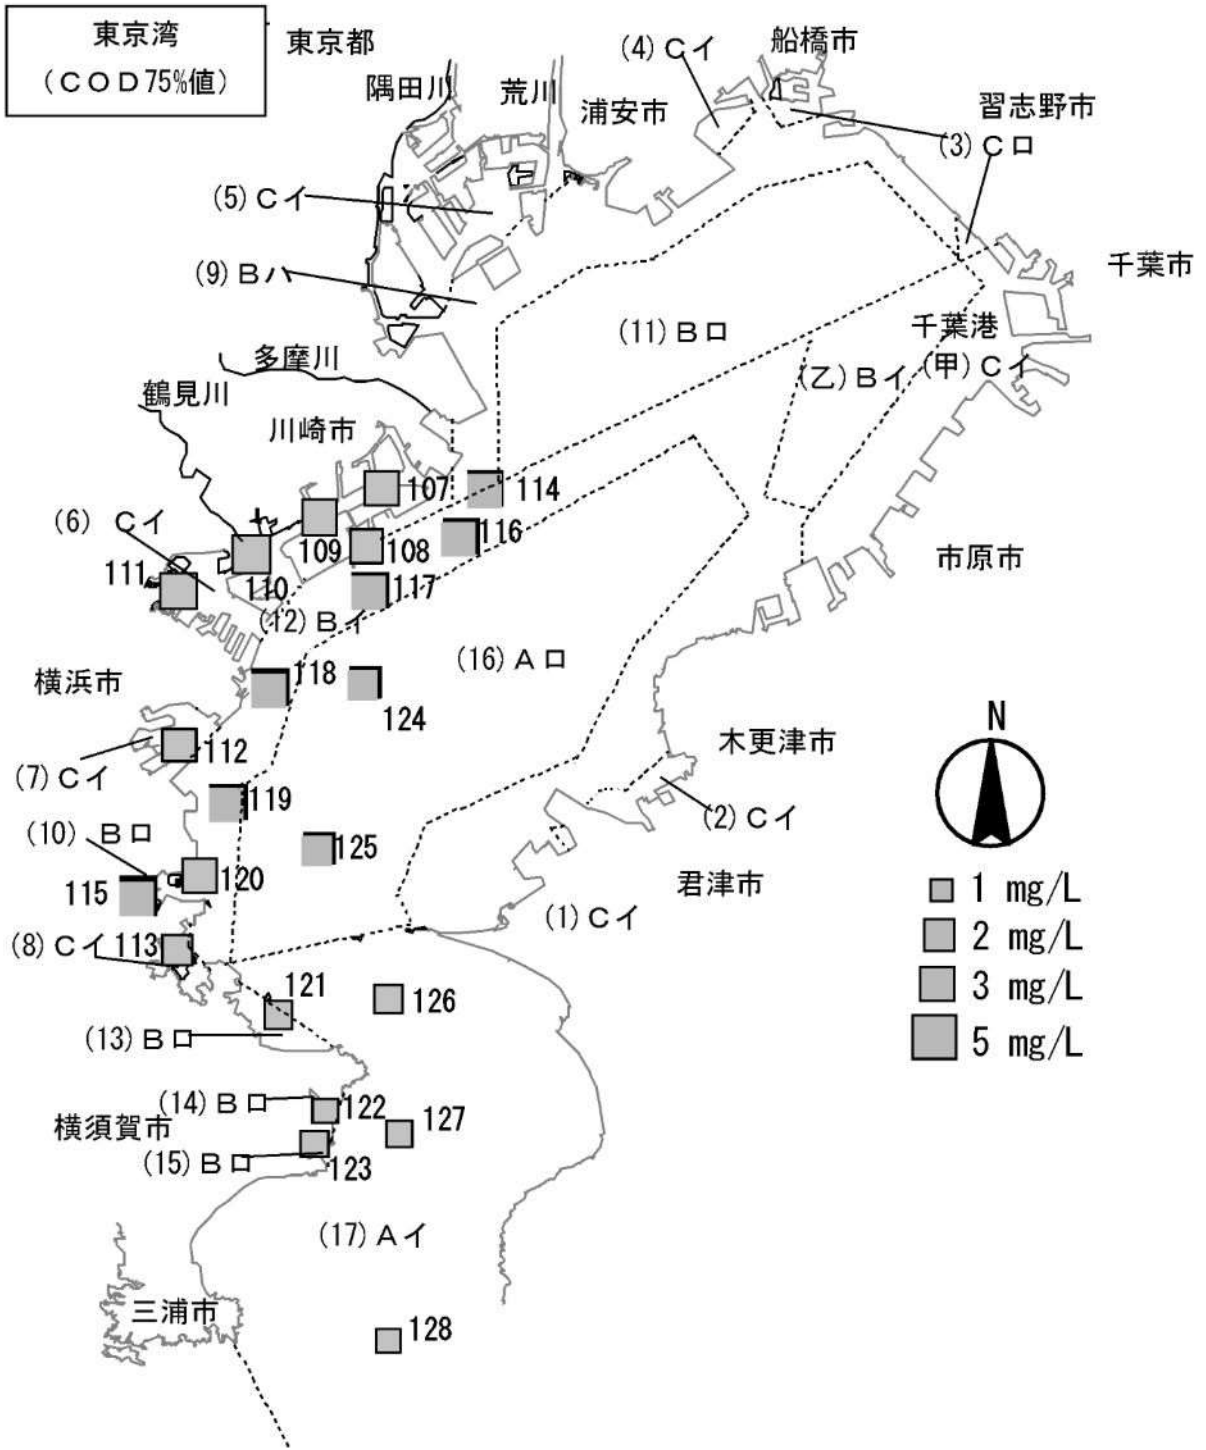 東京湾
(COD75%値)
東京都
(4)Cイ
船橋市
隅田川
荒川
浦安市
習志野市
(3)Cロ
(5)Cイ
千葉市
(9)Bハ
(11)Bロ
千葉港
(乙)Bイ
(甲)Cイ
多摩川
鶴見川
川崎市
107
114
(6) Cイ
109
108
116
市原市
111
110
117
(12)Bイ
(16)Aロ
横浜市
118
124
112
木更津市
(7)Cイ
119
(2)Cイ
(10) Bロ
125
115
120
君津市
(1)Cイ
(8)Cイ
113
N
1 mg/L
2 mg/L
3 mg/L
5 mg/L
121
126
(13)Bロ
(14)Bロ
122
127
横須賀市
(15)Bロ
123
(17)Aイ
三浦市
128